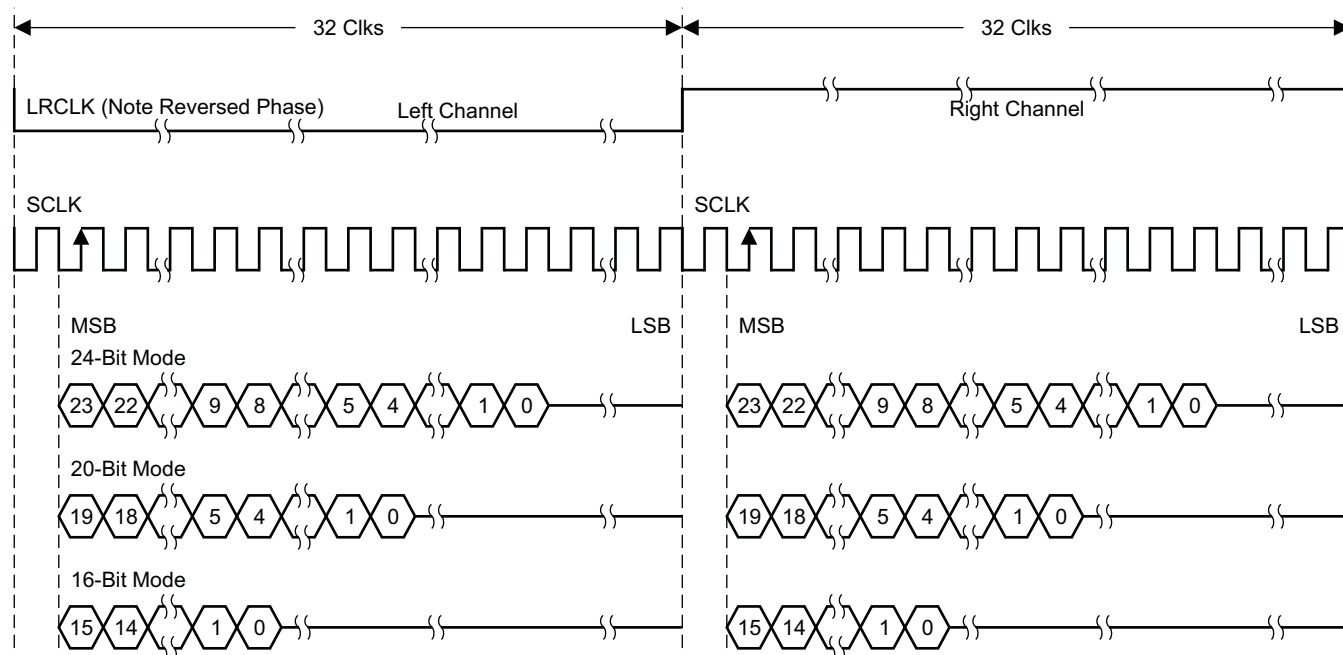 32 Clks 32 Clks
LRCLK (Note Reversed Phase) Left Channel Right Channel
SCLK SCLK
MSB LSB MSB LSB
24-Bit Mode
23 22 9 8 5 4 1 0 23 22 9 8 5 4 1 0
20-Bit Mode
19 18 5 4 1 0 19 18 5 4 1 0
16-Bit Mode
15 14 1 0 15 14 1 0